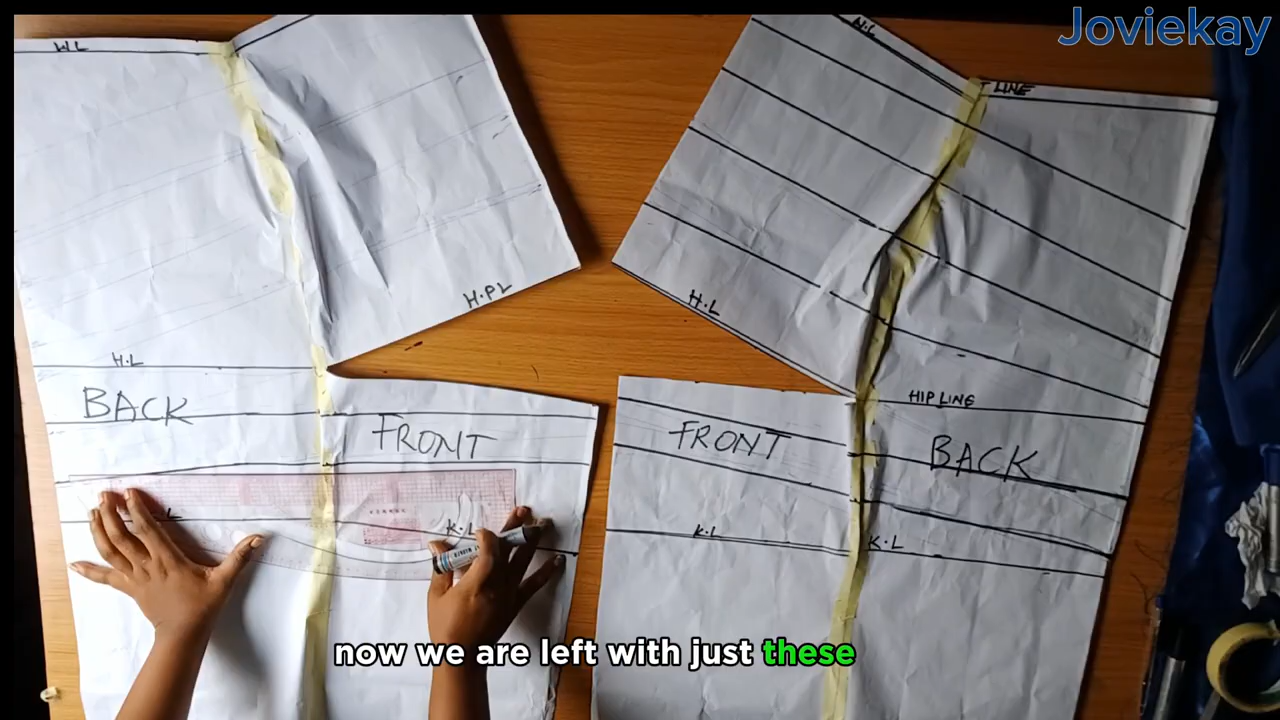 Joviekay
W.L
H.PL
H.L
BACK
FRONT
K.L
N.L
T LINE
H.L
HIP LINE
FRONT
BACK
K.L
K.L
now we are left with just these